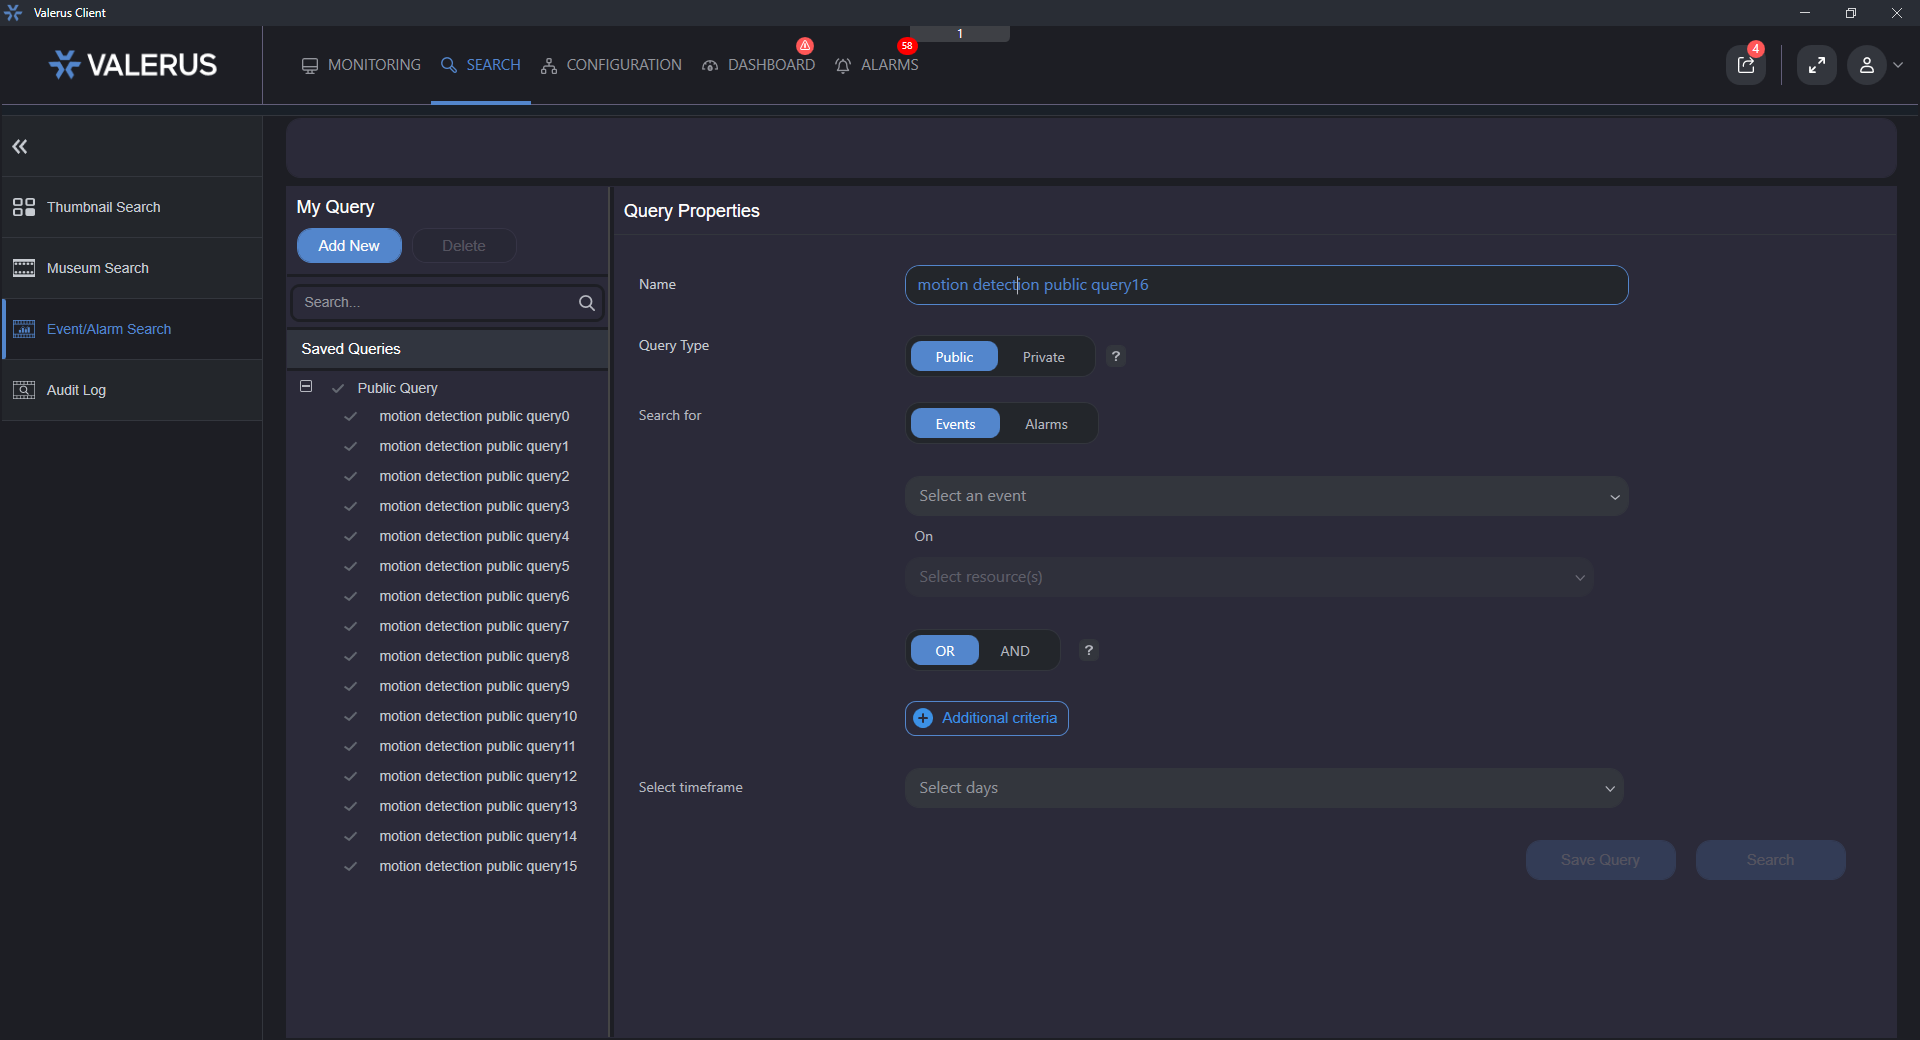 Valerus Client
1
VALERUS
MONITORING
SEARCH
CONFIGURATION
DASHBOARD
58
ALARMS
4
Thumbnail Search
Museum Search
Event/Alarm Search
Audit Log
My Query
Add New
Delete
Search...
Saved Queries
Public Query
motion detection public query0
motion detection public query1
motion detection public query2
motion detection public query3
motion detection public query4
motion detection public query5
motion detection public query6
motion detection public query7
motion detection public query8
motion detection public query9
motion detection public query10
motion detection public query11
motion detection public query12
motion detection public query13
motion detection public query14
motion detection public query15
Query Properties
Name
motion detection public query16
Query Type
Public
Private
?
Search for
Events
Alarms
Select an event
On
Select resource(s)
OR
AND
?
Additional criteria
Select timeframe
Select days
Save Query
Search